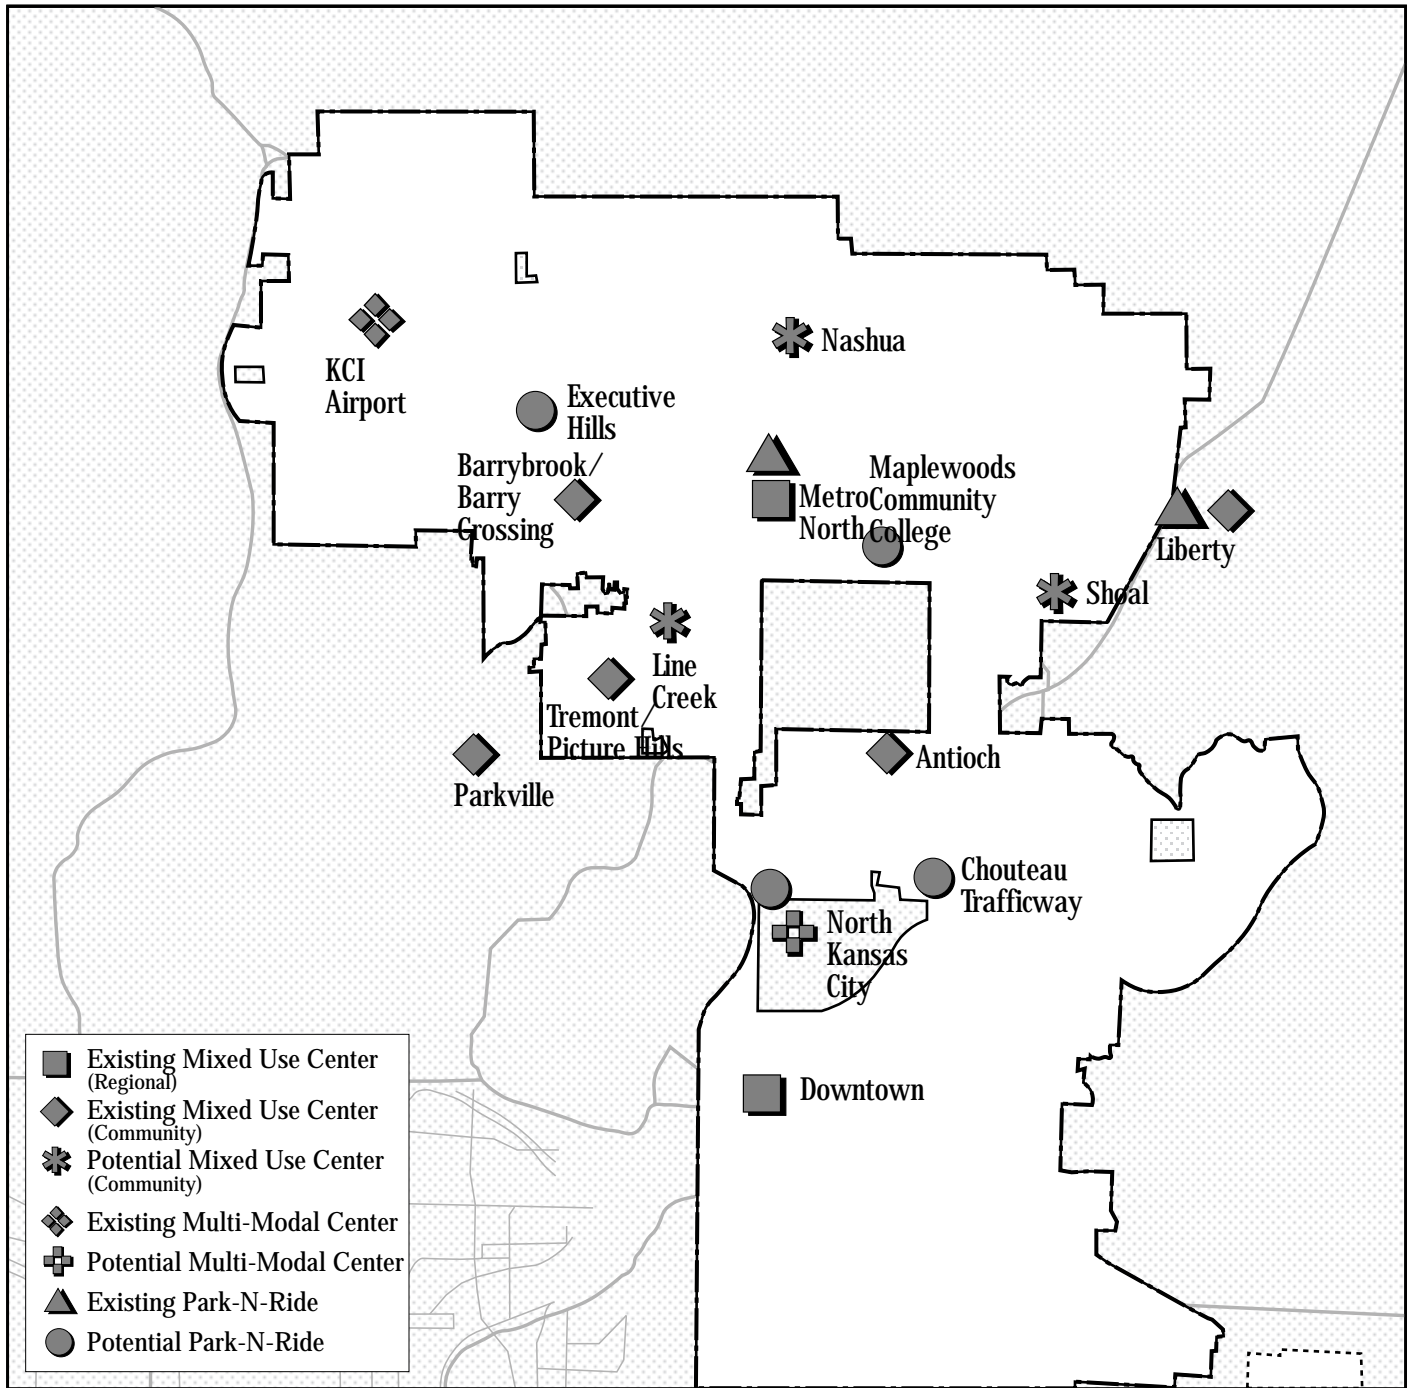 Nashua
KCI
Airport
Executive
Hills
Barrybrook/
Barry
Crossing
Metro
North
Maplewoods
Community
College
Liberty
Shoal
Line
Creek
Tremont
Picture Hills
Parkville
Antioch
Chouteau
Trafficway
North
Kansas
City
Downtown
Existing Mixed Use Center
(Regional)
Existing Mixed Use Center
(Community)
Potential Mixed Use Center
(Community)
Existing Multi-Modal Center
Potential Multi-Modal Center
Existing Park-N-Ride
Potential Park-N-Ride